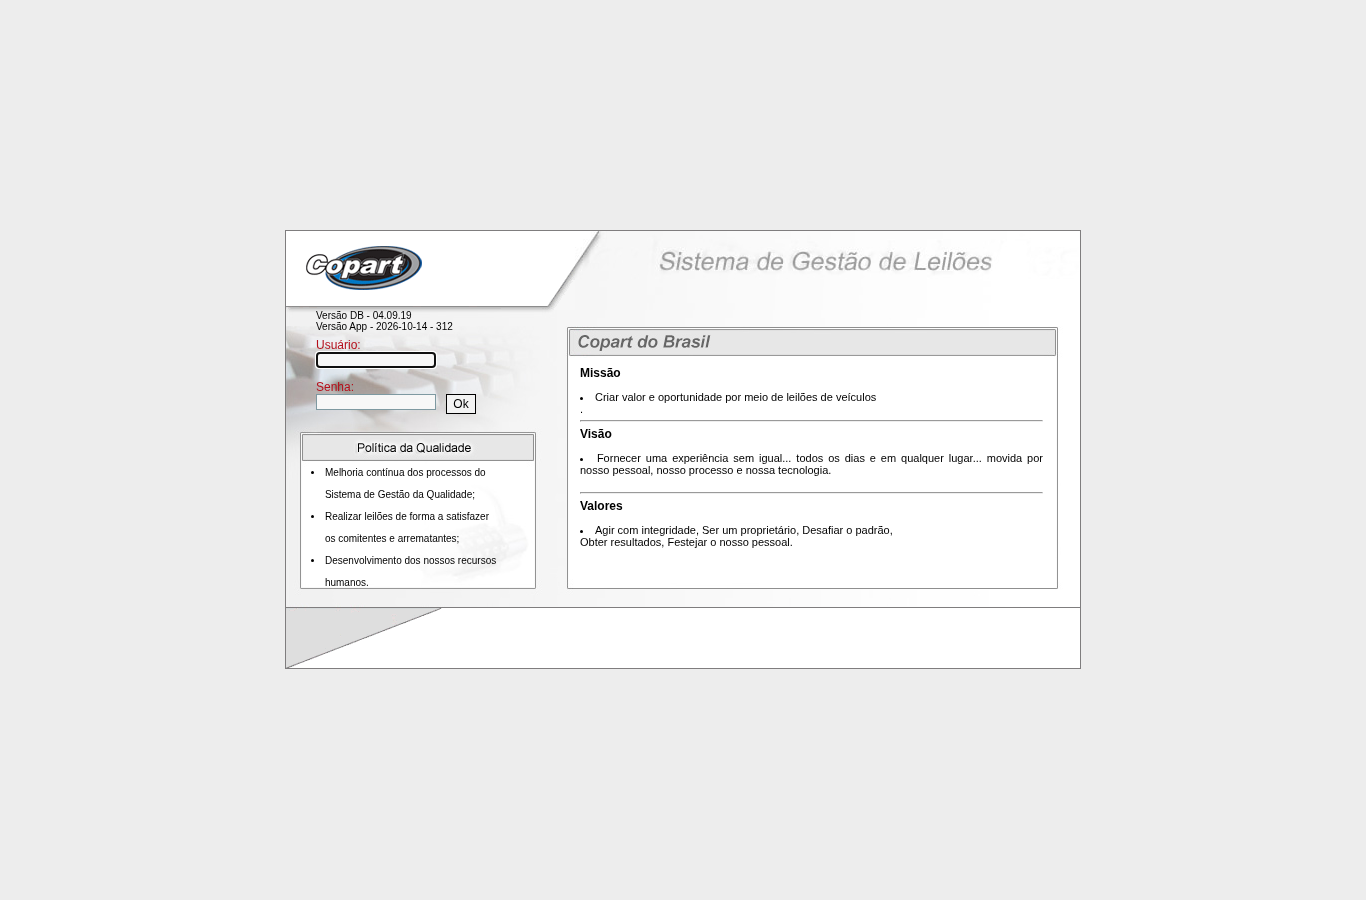 Copart
Sistema de Gestão de Leilões
Versão DB - 04.09.19
Versão App - 2026-10-14 - 312
Usuário:
Senha:
Ok
Política da Qualidade
• Melhoria contínua dos processos do
Sistema de Gestão da Qualidade;
• Realizar leilões de forma a satisfazer
os comitentes e arrematantes;
• Desenvolvimento dos nossos recursos
humanos.
Copart do Brasil
Missão
• Criar valor e oportunidade por meio de leilões de veículos
.
Visão
• Fornecer uma experiência sem igual... todos os dias e em qualquer lugar... movida por
nosso pessoal, nosso processo e nossa tecnologia.
Valores
• Agir com integridade, Ser um proprietário, Desafiar o padrão,
Obter resultados, Festejar o nosso pessoal.